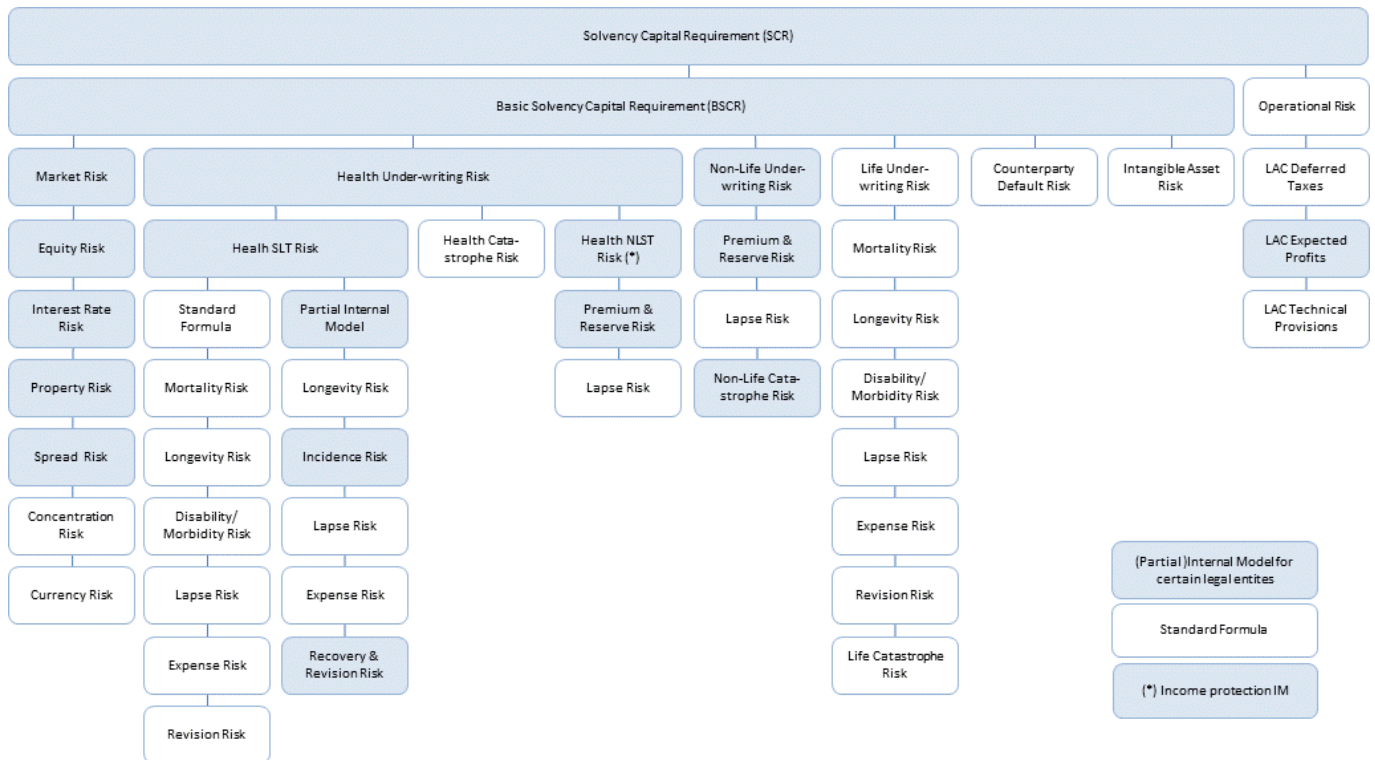 Solvency Capital Requirement (SCR)
Basic Solvency Capital Requirement (BSCR)
Operational Risk
Market Risk
Health Under-writing Risk
Non-Life Under-
writing Risk
Life Under-
writing Risk
Counterparty
Default Risk
Intangible Asset
Risk
LAC Deferred
Taxes
Equity Risk
Healh SLT Risk
Health Cata-
strophe Risk
Health NLST
Risk (*)
Premium &
Reserve Risk
Mortality Risk
LAC Expected
Profits
Interest Rate
Risk
Standard
Formula
Partial Internal
Model
Premium &
Reserve Risk
Lapse Risk
Longevity Risk
LAC Technical
Provisions
Property Risk
Mortality Risk
Longevity Risk
Lapse Risk
Non-Life Cata-
strophe Risk
Disability/
Morbidity Risk
Spread Risk
Longevity Risk
Incidence Risk
Lapse Risk
Concentration
Risk
Disability/
Morbidity Risk
Lapse Risk
Expense Risk
Currency Risk
Lapse Risk
Expense Risk
Revision Risk
Expense Risk
Recovery &
Revision Risk
Life Catastrophe
Risk
Revision Risk
(Partial )Internal Model for
certain legal entites
Standard Formula
(*) Income protection IM